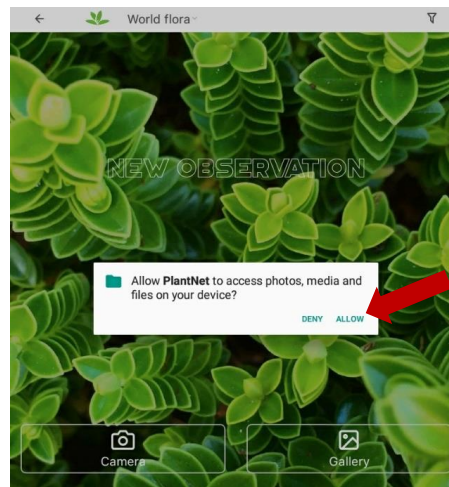 World flora
NEW OBSERVATION
Allow PlantNet to access photos, media and
files on your device?
DENY ALLOW
Camera
Gallery